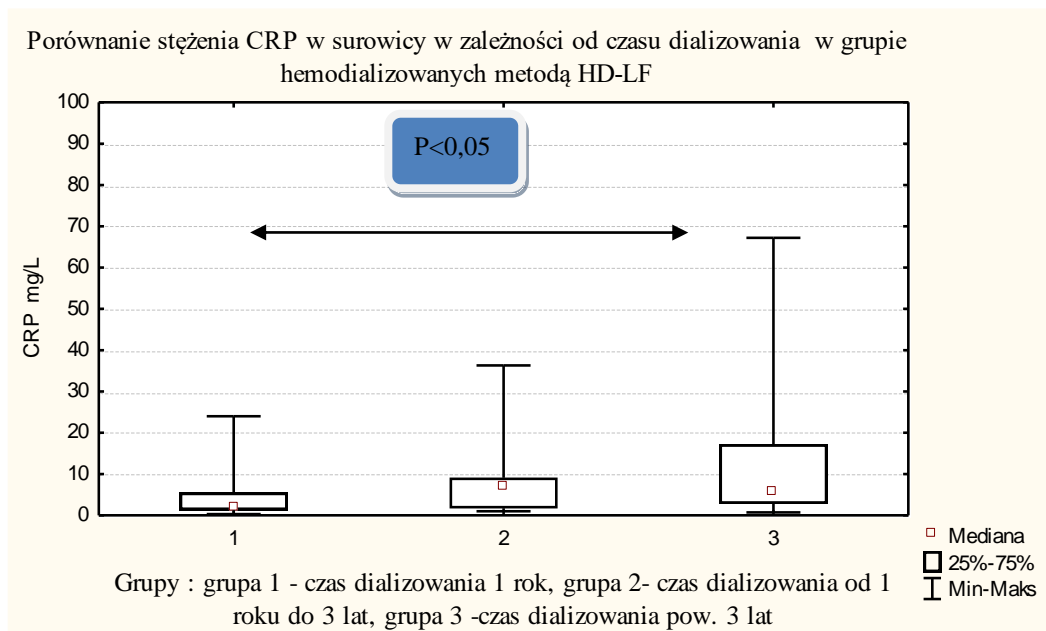 Porównanie stężenia CRP w surowicy w zależności od czasu dializowania w grupie
hemodializowanych metodą HD-LF
P<0,05
CRP mg/L
100
90
80
70
60
50
40
30
20
10
0
1 2 3
Mediana
25%-75%
Min-Maks
Grupy : grupa 1 - czas dializowania 1 rok, grupa 2- czas dializowania od 1
roku do 3 lat, grupa 3 -czas dializowania pow. 3 lat